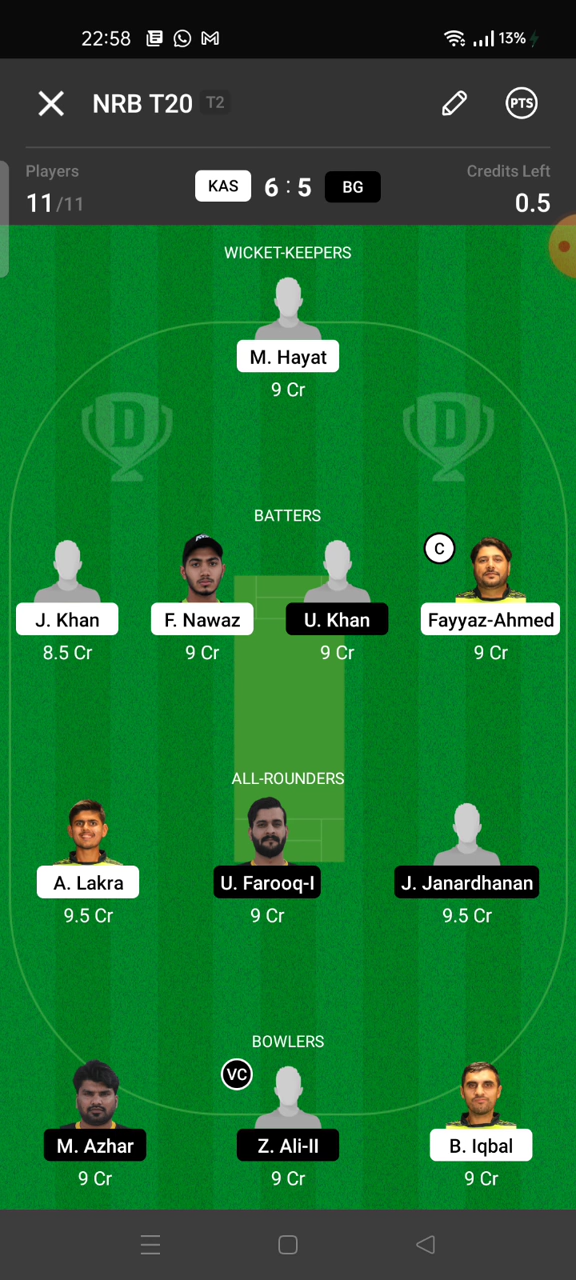 22:58
13%
NRB T20 T2
PTS
Players
Credits Left
11/11
KAS 6 : 5 BG
0.5
WICKET-KEEPERS
M. Hayat
9 Cr
D
D
BATTERS
C
J. Khan
F. Nawaz
U. Khan
Fayyaz-Ahmed
8.5 Cr
9 Cr
9 Cr
9 Cr
ALL-ROUNDERS
A. Lakra
U. Farooq-I
J. Janardhanan
9.5 Cr
9 Cr
9.5 Cr
BOWLERS
VC
M. Azhar
Z. Ali-II
B. Iqbal
9 Cr
9 Cr
9 Cr